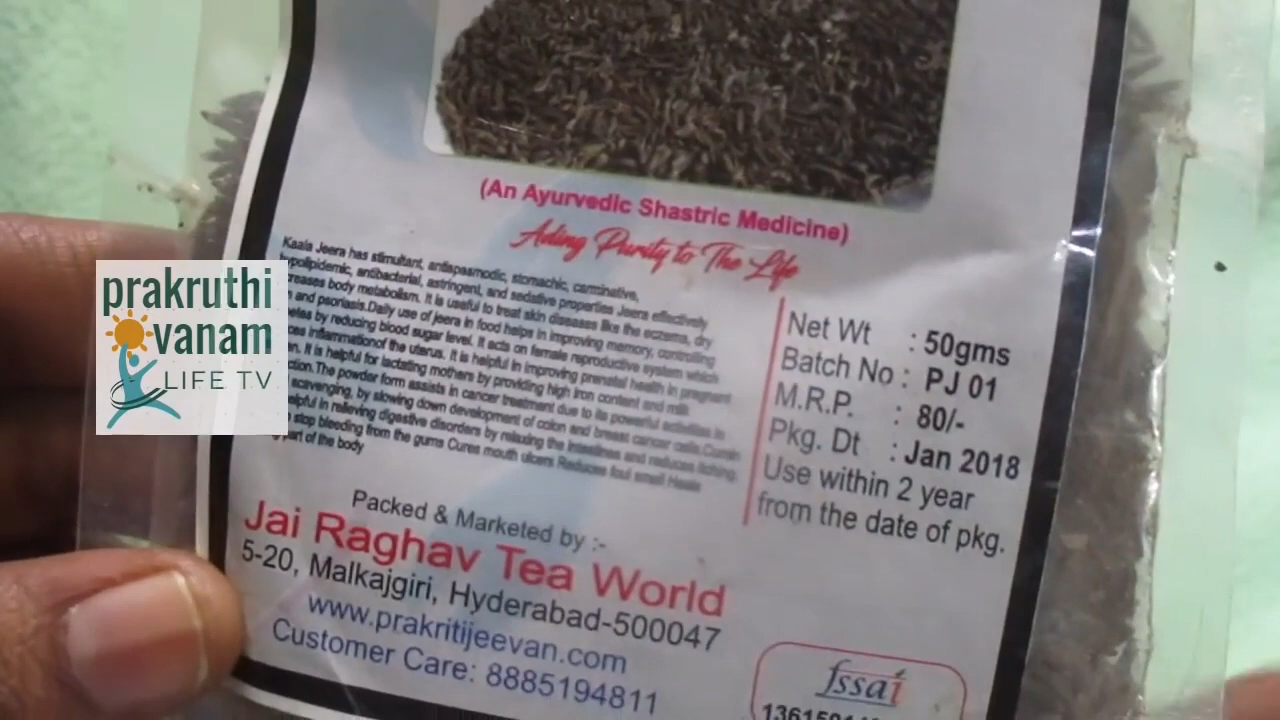 (An Ayurvedic Shastric Medicine)
Ading Purity to The Life
Kaala Jeera has stimultant, antispasmodic, stomachic, carminative,
hypolipidemic, antibacterial, astringent, and sedative properties Jeera effectively
reases body metabolism. It is useful to treat skin diseases like the eczema, dry
and psoriasis.Daily use of jeera in food helps in improving memory, controlling
by reducing blood sugar level. It acts on female reproductive system which
inflammationof the uterus. It is helpful in improving prenatal health in pregnant
It is helpful for lactating mothers by providing high iron content and milk
ction.The powder form assists in cancer treatment due to its powerful activities in
scavenging, by slowing down development of colon and breast cancer cells.Cumin
elpful in relieving digestive disorders by relaxing the intestines and reduces itching.
stop bleeding from the gums Cures mouth ulcers Reduces foul smell Heals
part of the body
Net Wt : 50gms
Batch No : PJ 01
M.R.P. : 80/-
Pkg. Dt : Jan 2018
Use within 2 year
from the date of pkg.
Packed & Marketed by :-
Jai Raghav Tea World
5-20, Malkajgiri, Hyderabad-500047
www.prakritijeevan.com
Customer Care: 8885194811
fssai
prakruthi
vanam
LIFE TV